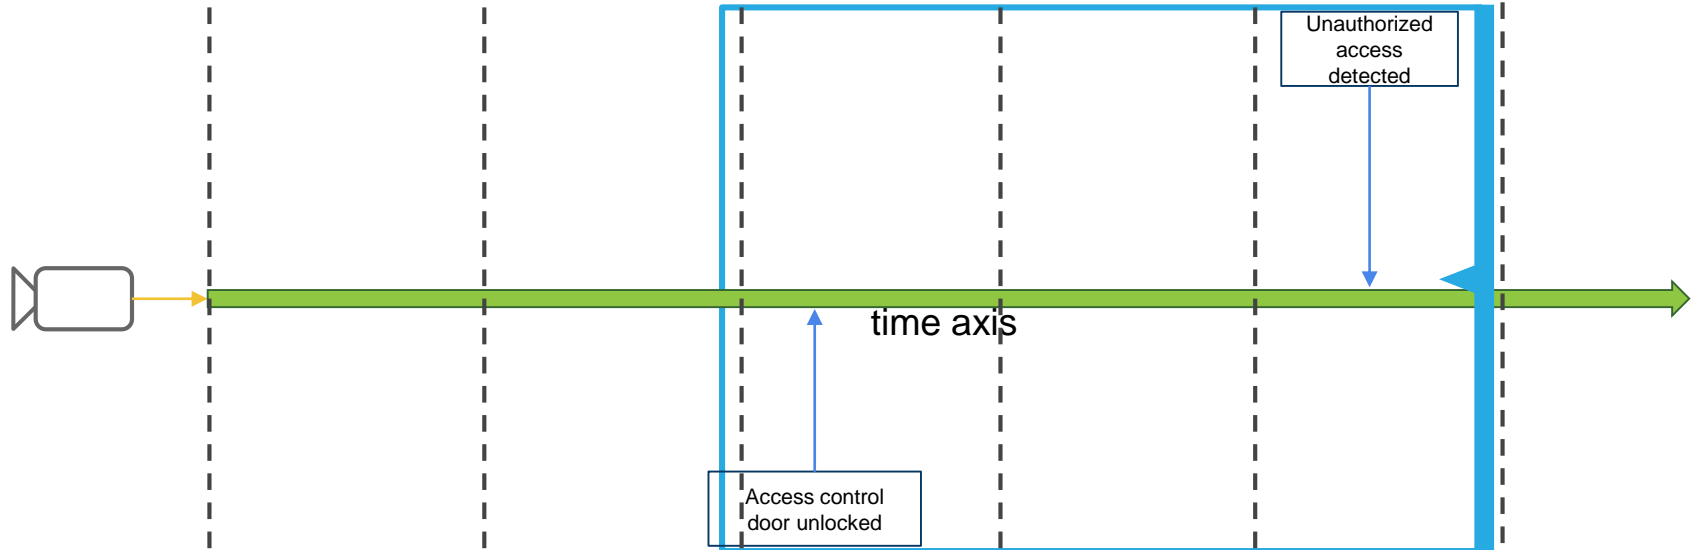 Unauthorized
access
detected
time axis
Access control
door unlocked